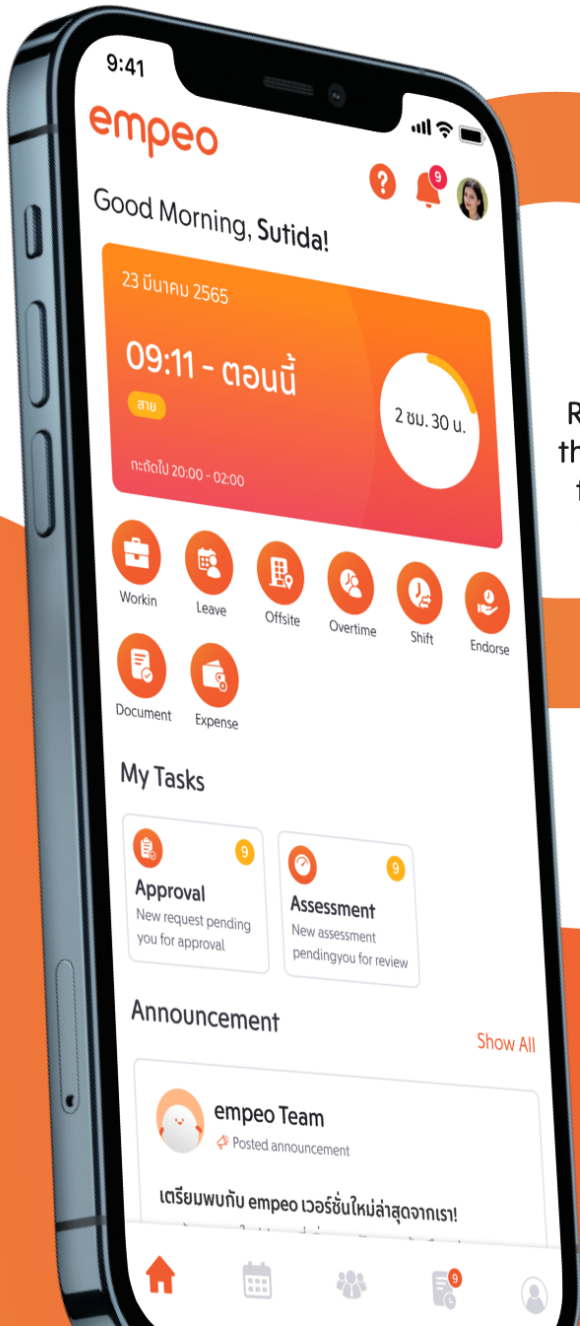 9:41
empeo
9
Good Morning, Sutida!
23 มีนาคม 2565
09:11 - ตอนนี้
สาย
2 ชม. 30 น.
กะถัดไป 20:00 - 02:00
Workin
Leave
Offsite
Overtime
Shift
Endorse
Document
Expense
My Tasks
9
Approval
New request pending
you for approval
9
Assessment
New assessment
pendingyou for review
Announcement
Show All
empeo Team
Posted announcement
เตรียมพบกับ empeo เวอร์ชั่นใหม่ล่าสุดจากเรา!
9